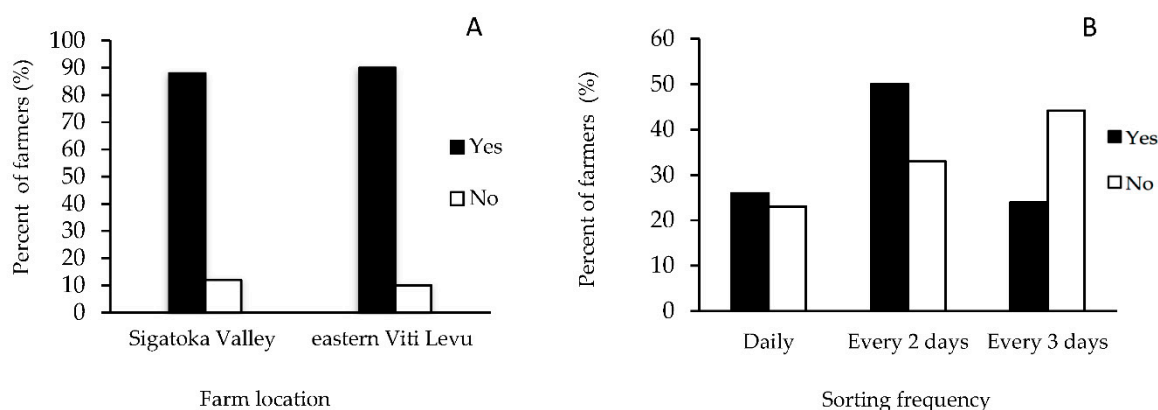 A
Percent of farmers (%)
100
90
80
70
60
50
40
30
20
10
0
Yes
No
Sigatoka Valley
eastern Viti Levu
Farm location
B
Percent of farmers (%)
60
50
40
30
20
10
0
Yes
No
Daily
Every 2 days
Every 3 days
Sorting frequency